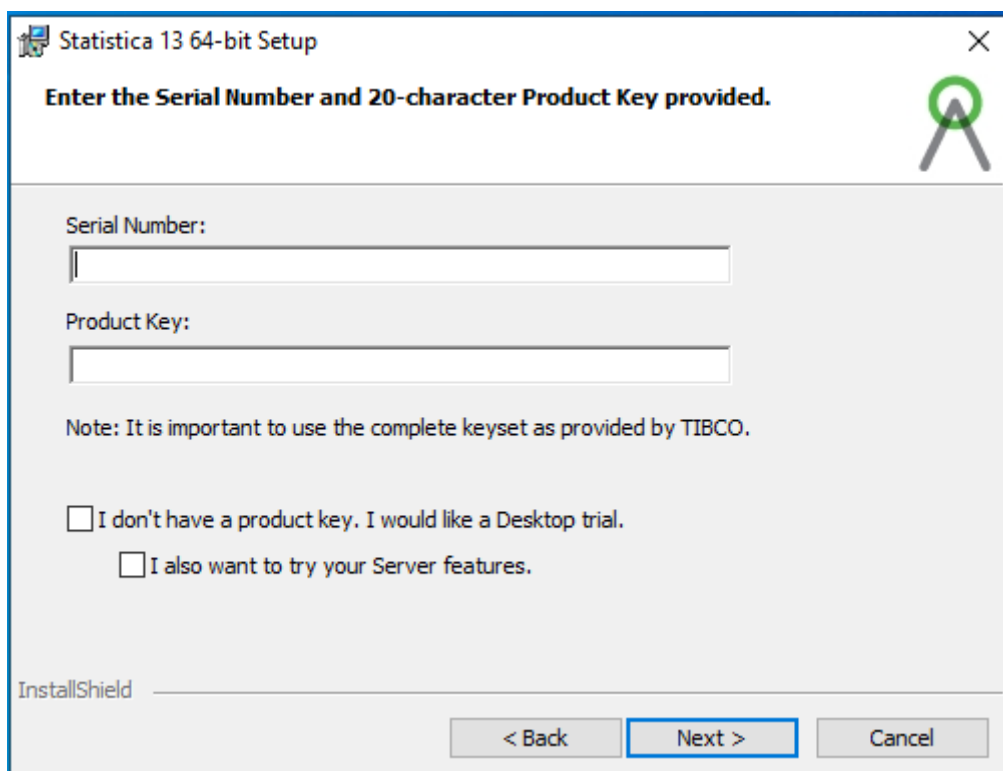 Statistica 13 64-bit Setup
Enter the Serial Number and 20-character Product Key provided.
Serial Number:
Product Key:
Note: It is important to use the complete keyset as provided by TIBCO.
I don't have a product key. I would like a Desktop trial.
I also want to try your Server features.
InstallShield
< Back Next > Cancel